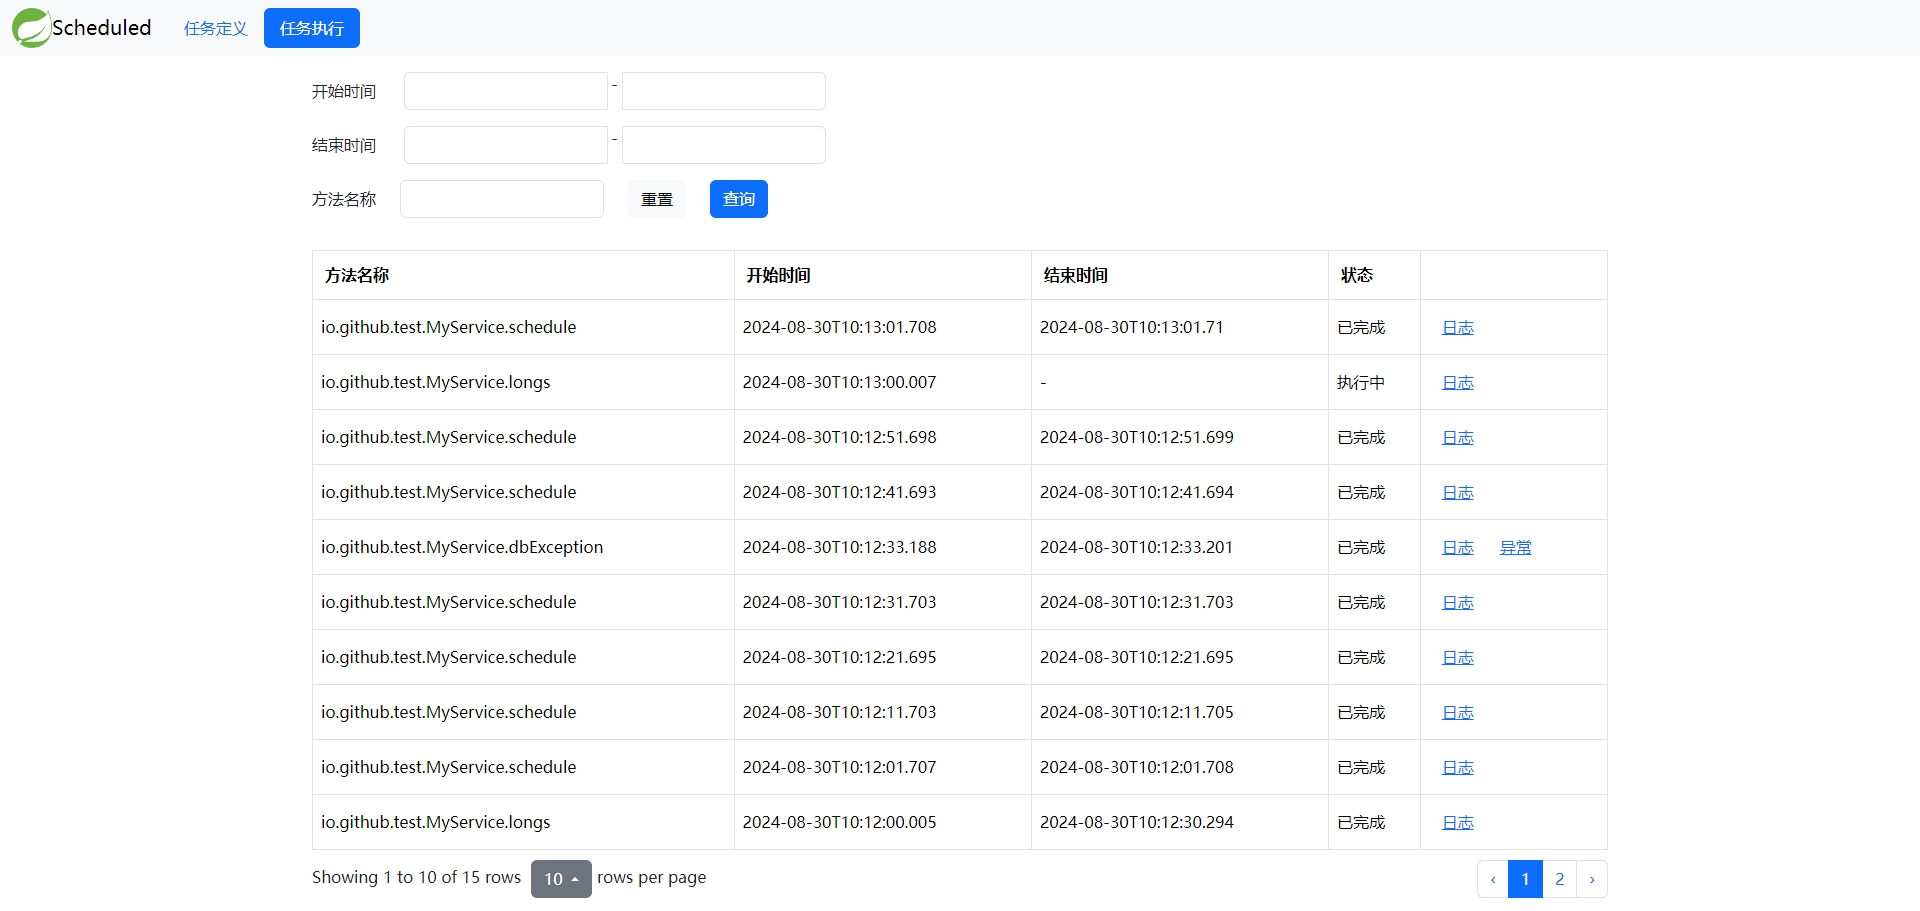 Scheduled 任务定义 任务执行
开始时间 -
结束时间 -
方法名称 重置 查询
方法名称 开始时间 结束时间 状态
io.github.test.MyService.schedule 2024-08-30T10:13:01.708 2024-08-30T10:13:01.71 已完成 日志
io.github.test.MyService.longs 2024-08-30T10:13:00.007 - 执行中 日志
io.github.test.MyService.schedule 2024-08-30T10:12:51.698 2024-08-30T10:12:51.699 已完成 日志
io.github.test.MyService.schedule 2024-08-30T10:12:41.693 2024-08-30T10:12:41.694 已完成 日志
io.github.test.MyService.dbException 2024-08-30T10:12:33.188 2024-08-30T10:12:33.201 已完成 日志 异常
io.github.test.MyService.schedule 2024-08-30T10:12:31.703 2024-08-30T10:12:31.703 已完成 日志
io.github.test.MyService.schedule 2024-08-30T10:12:21.695 2024-08-30T10:12:21.695 已完成 日志
io.github.test.MyService.schedule 2024-08-30T10:12:11.703 2024-08-30T10:12:11.705 已完成 日志
io.github.test.MyService.schedule 2024-08-30T10:12:01.707 2024-08-30T10:12:01.708 已完成 日志
io.github.test.MyService.longs 2024-08-30T10:12:00.005 2024-08-30T10:12:30.294 已完成 日志
Showing 1 to 10 of 15 rows 10 rows per page ‹ 1 2 ›